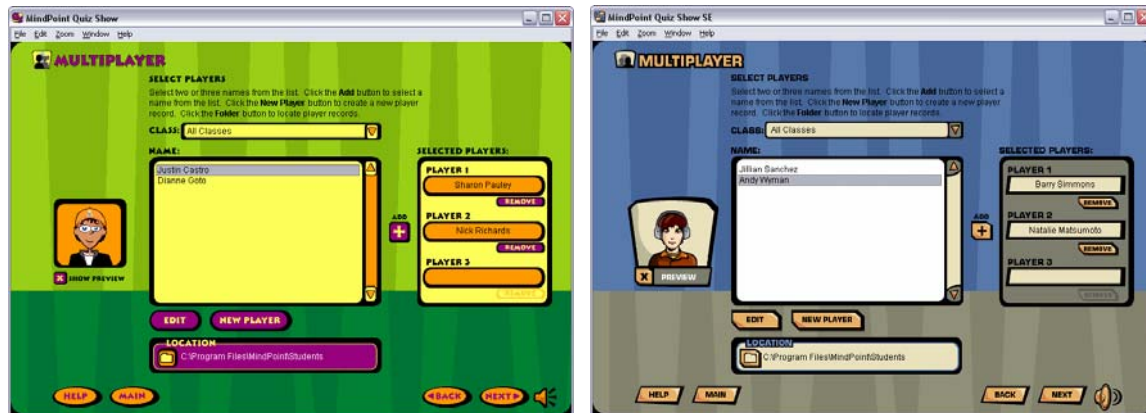 MindPoint Quiz Show
File Edit Zoom Window Help
MULTIPLAYER
SELECT PLAYERS
Select two or three names from the list. Click the Add button to select a
name from the list. Click the New Player button to create a new player
record. Click the Folder button to locate player records.
CLASS: All Classes
NAME:
Justin Castro
Dianne Goto
SHOW PREVIEW
ADD
SELECTED PLAYERS:
PLAYER 1
Sharon Pauley
REMOVE
PLAYER 2
Nick Richards
REMOVE
PLAYER 3
REMOVE
EDIT NEW PLAYER
LOCATION
C:\Program Files\MindPoint\Students
HELP MAIN BACK NEXT
MindPoint Quiz Show SE
File Edit Zoom Window Help
MULTIPLAYER
SELECT PLAYERS
Select two or three names from the list. Click the Add button to select a
name from the list. Click the New Player button to create a new player
record. Click the Folder button to locate player records.
CLASS: All Classes
NAME:
Jillian Sanchez
Andy Wyman
PREVIEW
ADD
SELECTED PLAYERS:
PLAYER 1
Barry Simmons
REMOVE
PLAYER 2
Natalie Matsumoto
REMOVE
PLAYER 3
REMOVE
EDIT NEW PLAYER
LOCATION
C:\Program Files\MindPoint\Students
HELP MAIN BACK NEXT